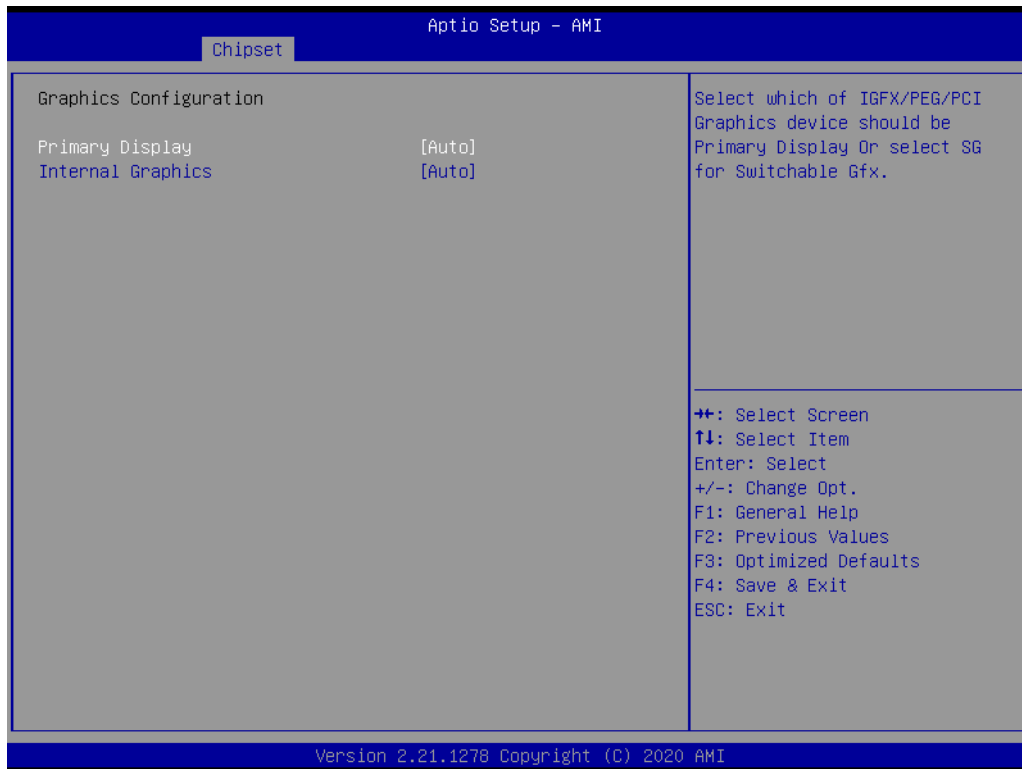 Aptio Setup – AMI
Chipset
Graphics Configuration
Primary Display [Auto]
Internal Graphics [Auto]
Select which of IGFX/PEG/PCI
Graphics device should be
Primary Display Or select SG
for Switchable Gfx.
→←: Select Screen
↑↓: Select Item
Enter: Select
+/-: Change Opt.
F1: General Help
F2: Previous Values
F3: Optimized Defaults
F4: Save & Exit
ESC: Exit
Version 2.21.1278 Copyright (C) 2020 AMI